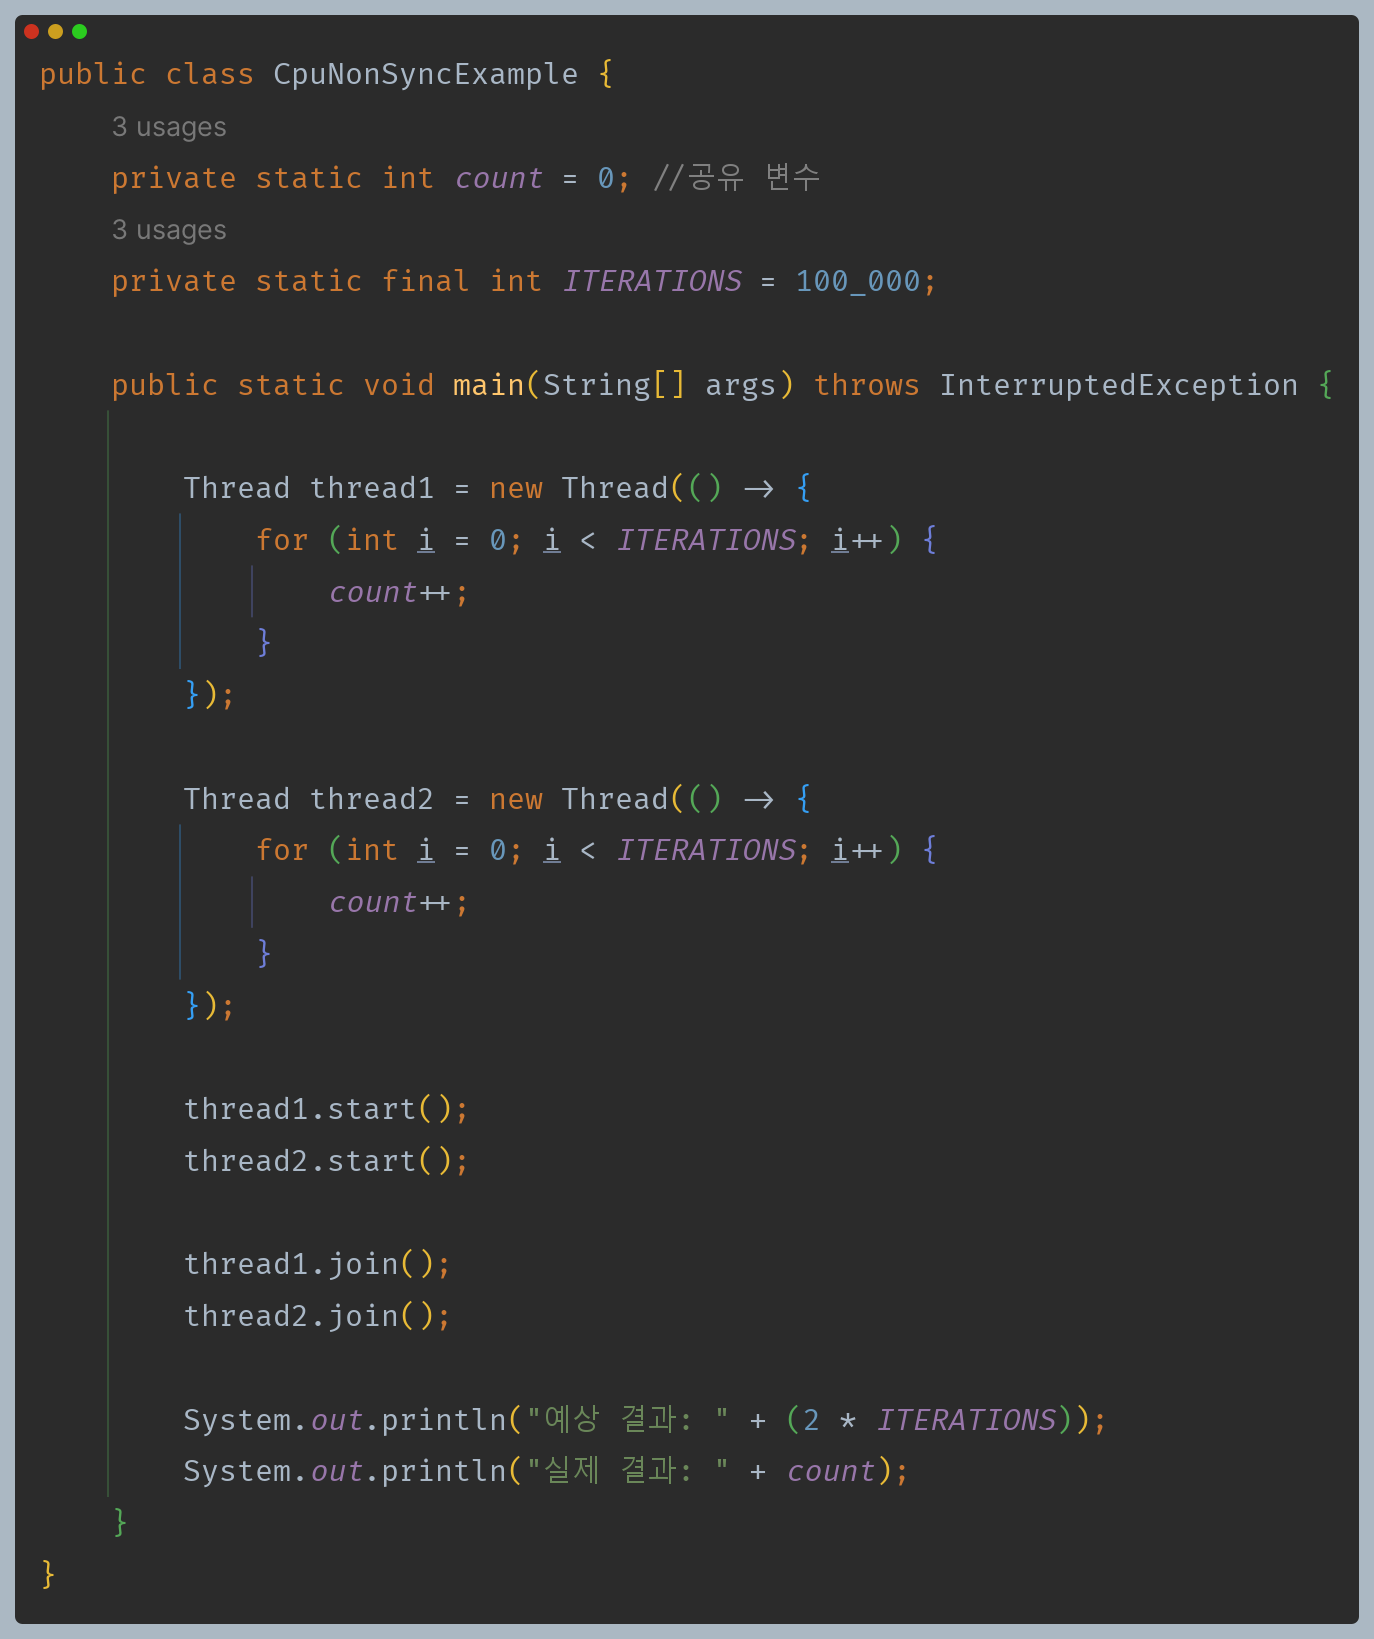 public class CpuNonSyncExample {
3 usages
private static int count = 0; //공유 변수
3 usages
private static final int ITERATIONS = 100_000;
public static void main(String[] args) throws InterruptedException {
Thread thread1 = new Thread(() -> {
for (int i = 0; i < ITERATIONS; i++) {
count++;
}
});
Thread thread2 = new Thread(() -> {
for (int i = 0; i < ITERATIONS; i++) {
count++;
}
});
thread1.start();
thread2.start();
thread1.join();
thread2.join();
System.out.println("예상 결과: " + (2 * ITERATIONS));
System.out.println("실제 결과: " + count);
}
}